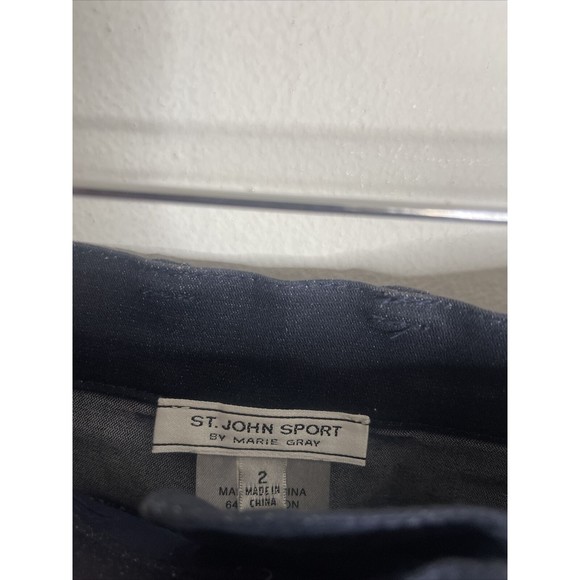 ST. JOHN SPORT
BY MARIE GRAY
2
MADE IN
CHINA